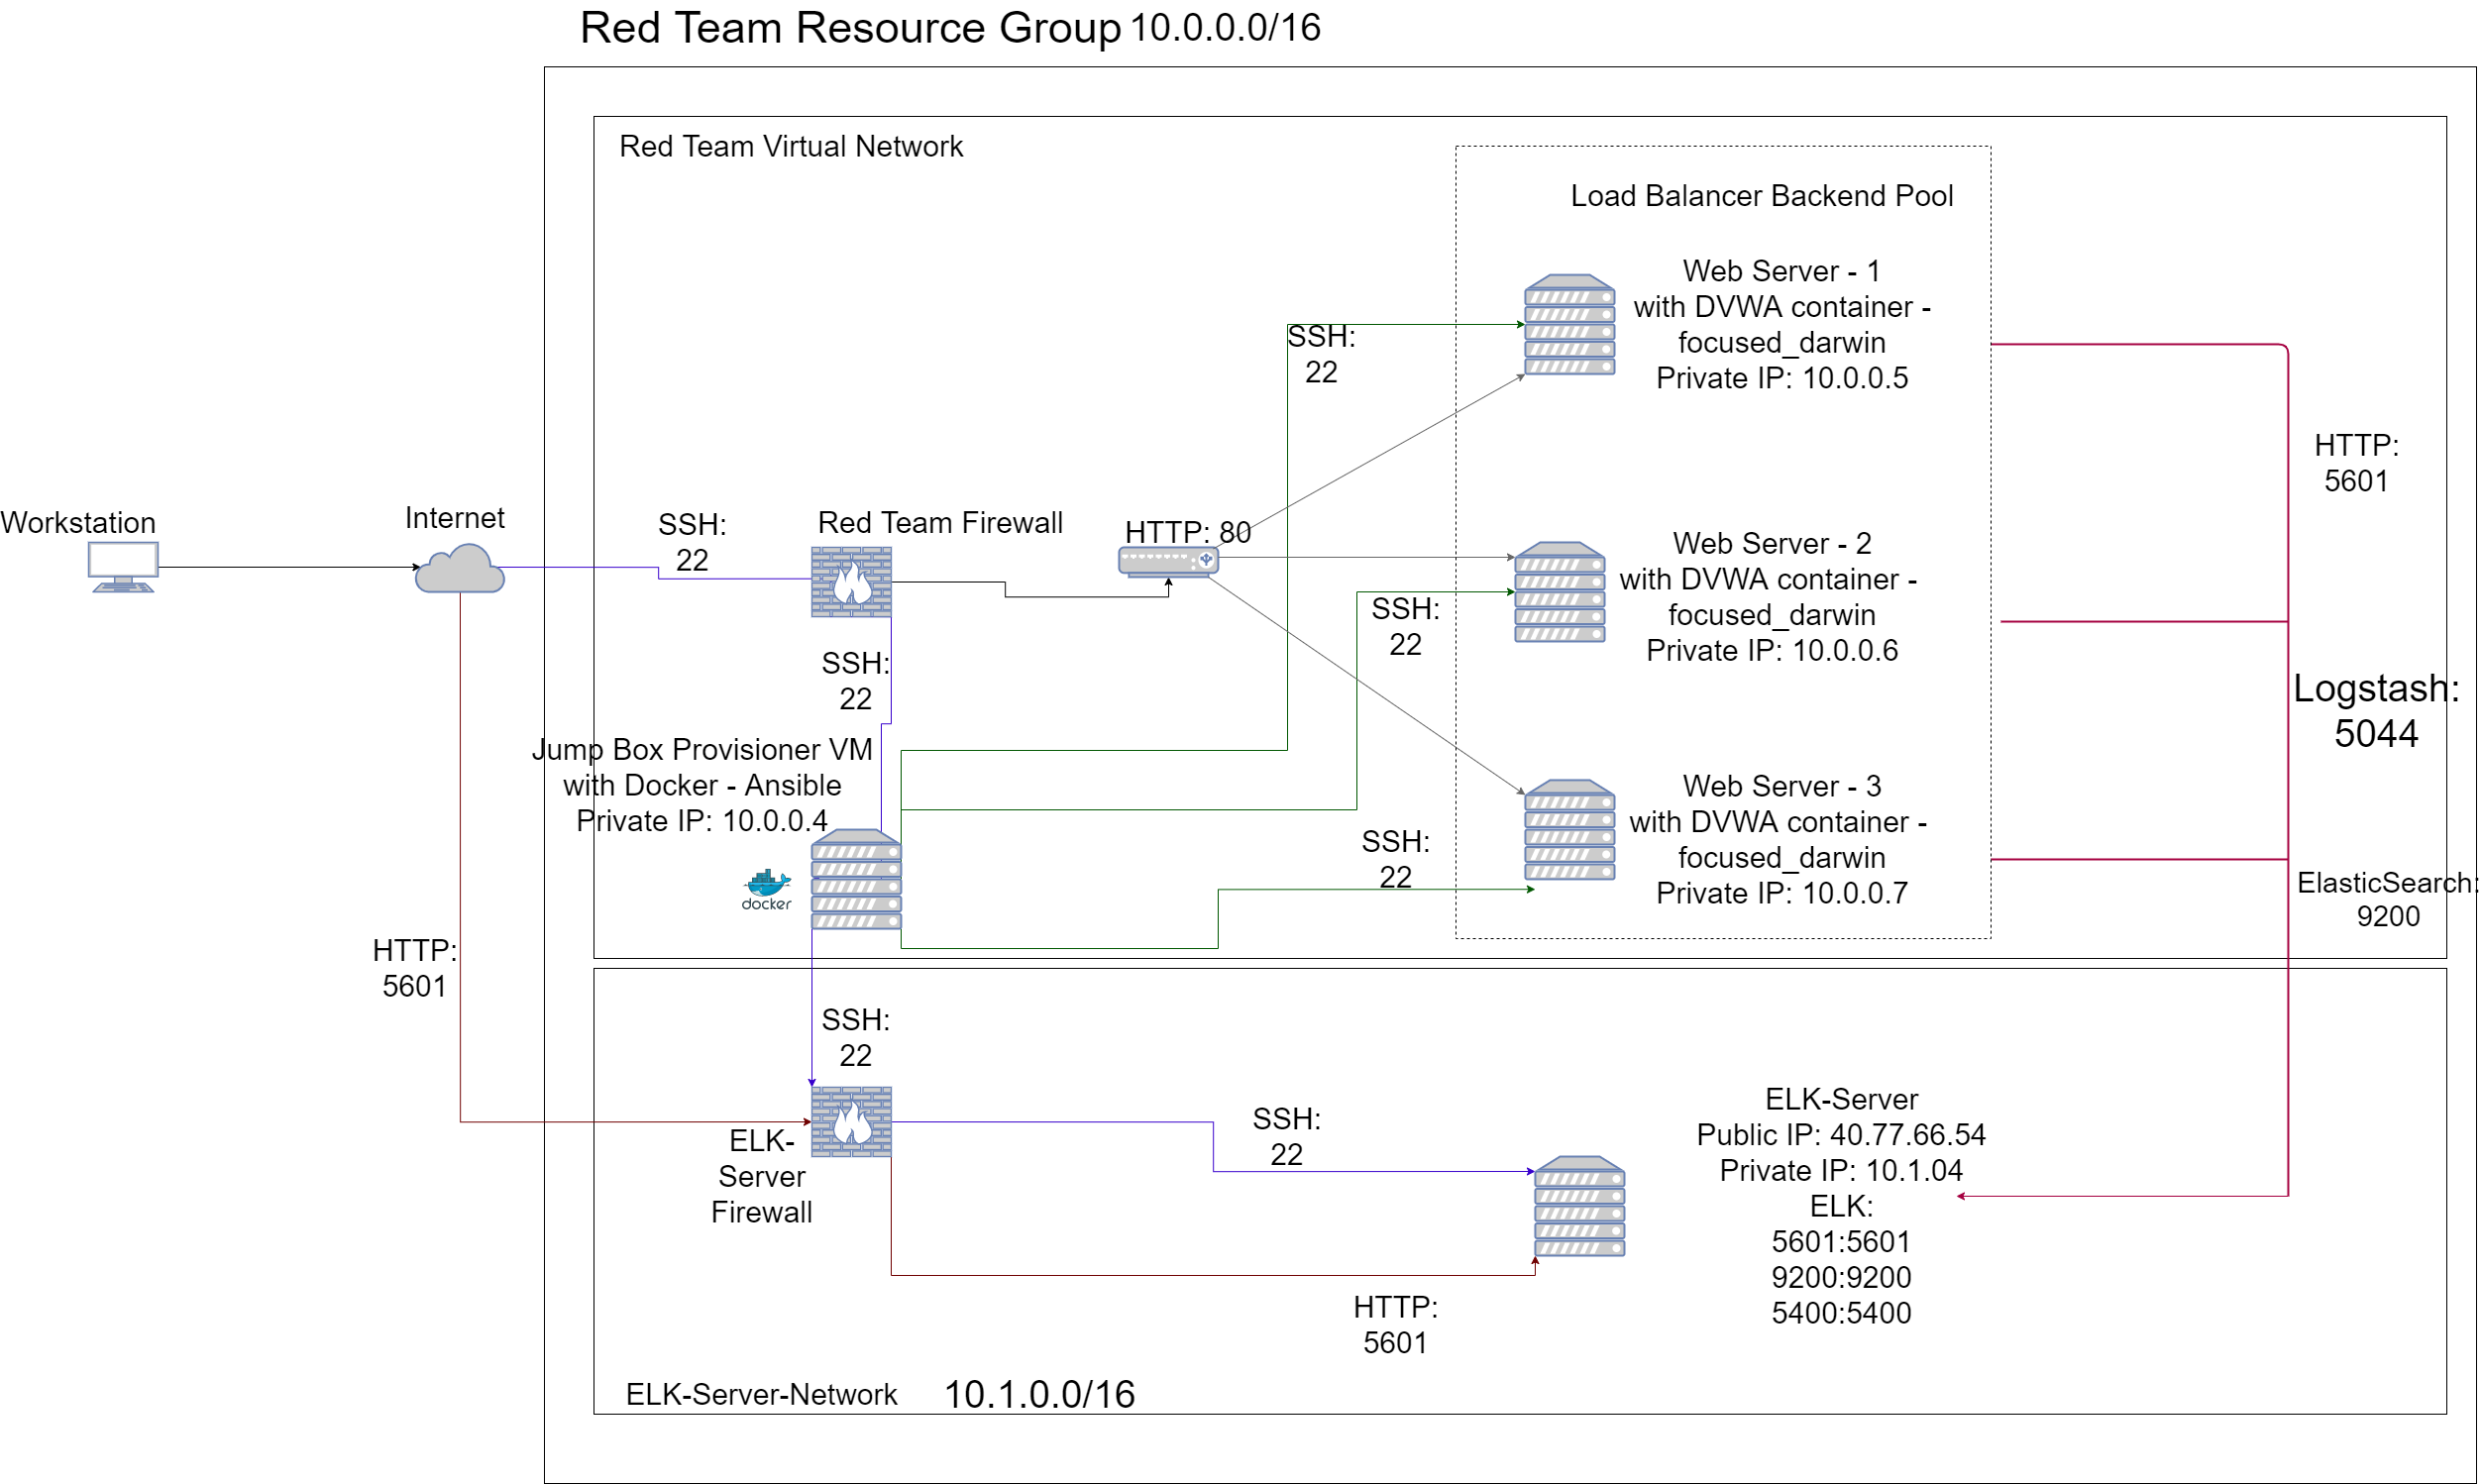 Red Team Resource Group 10.0.0.0/16
Red Team Virtual Network
Load Balancer Backend Pool
Web Server - 1
with DVWA container -
focused_darwin
Private IP: 10.0.0.5
SSH:
22
HTTP:
5601
Workstation
Internet
SSH:
22
Red Team Firewall
HTTP: 80
Web Server - 2
with DVWA container -
focused_darwin
Private IP: 10.0.0.6
SSH:
22
SSH:
22
Logstash:
5044
Jump Box Provisioner VM
with Docker - Ansible
Private IP: 10.0.0.4
docker
Web Server - 3
with DVWA container -
focused_darwin
Private IP: 10.0.0.7
SSH:
22
ElasticSearch:
9200
HTTP:
5601
SSH:
22
ELK-
Server
Firewall
SSH:
22
ELK-Server
Public IP: 40.77.66.54
Private IP: 10.1.04
ELK:
5601:5601
9200:9200
5400:5400
HTTP:
5601
ELK-Server-Network 10.1.0.0/16